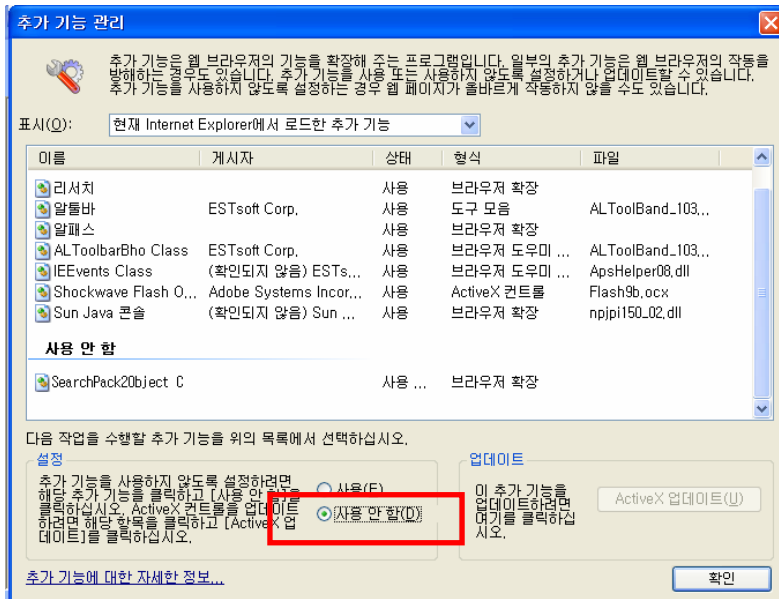 추가 기능 관리
추가 기능은 웹 브라우저의 기능을 확장해 주는 프로그램입니다. 일부의 추가 기능은 웹 브라우저의 작동을
방해하는 경우도 있습니다. 추가 기능을 사용 또는 사용하지 않도록 설정하거나 업데이트할 수 있습니다.
추가 기능을 사용하지 않도록 설정하는 경우 웹 페이지가 올바르게 작동하지 않을 수도 있습니다.
표시(O): 현재 Internet Explorer에서 로드한 추가 기능
이름 게시자 상태 형식 파일
리서치 사용 브라우저 확장
알툴바 ESTsoft Corp. 사용 도구 모음 ALToolBand_103...
알패스 사용 브라우저 확장
ALToolbarBho Class ESTsoft Corp. 사용 브라우저 도우미 ... ALToolBand_103...
IEEvents Class (확인되지 않음) ESTs... 사용 브라우저 도우미 ... ApsHelper08.dll
Shockwave Flash O... Adobe Systems Incor... 사용 ActiveX 컨트롤 Flash9b.ocx
Sun Java 콘솔 (확인되지 않음) Sun ... 사용 브라우저 확장 npjpi150_02.dll
사용 안 함
SearchPack2Object C 사용 ... 브라우저 확장
다음 작업을 수행할 추가 기능을 위의 목록에서 선택하십시오.
설정
추가 기능을 사용하지 않도록 설정하려면
해당 추가 기능을 클릭하고 [사용 안 함]을
클릭하십시오. ActiveX 컨트롤을 업데이트
하려면 해당 항목을 클릭하고 [ActiveX 업
데이트]를 클릭하십시오.
사용(E)
사용 안 함(D)
업데이트
이 추가 기능을
업데이트하려면
여기를 클릭하십
시오.
ActiveX 업데이트(U)
추가 기능에 대한 자세한 정보...
확인